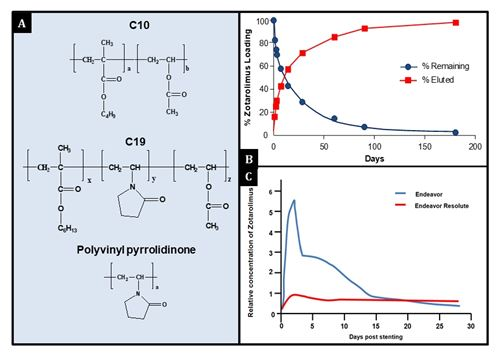 A
C10
CH₂
CH₃
C
a
CH₂
CH
b
C
O
O
C₄H₉
O
C
O
CH₃
C19
CH₂
CH₃
C
x
CH₂
CH
y
CH₂
CH
z
C
O
O
C₆H₁₃
N
O
O
C
O
CH₃
Polyvinyl pyrrolidinone
CH₂
CH
a
N
O
B
% Zotarolimus Loading
100
80
60
40
20
0
0
50
100
150
200
Days
% Remaining
% Eluted
C
Relative concentration of Zotarolimus
6
5
4
3
2
1
0
0
5
10
15
20
25
30
Days post stenting
Endeavor
Endeavor Resolute